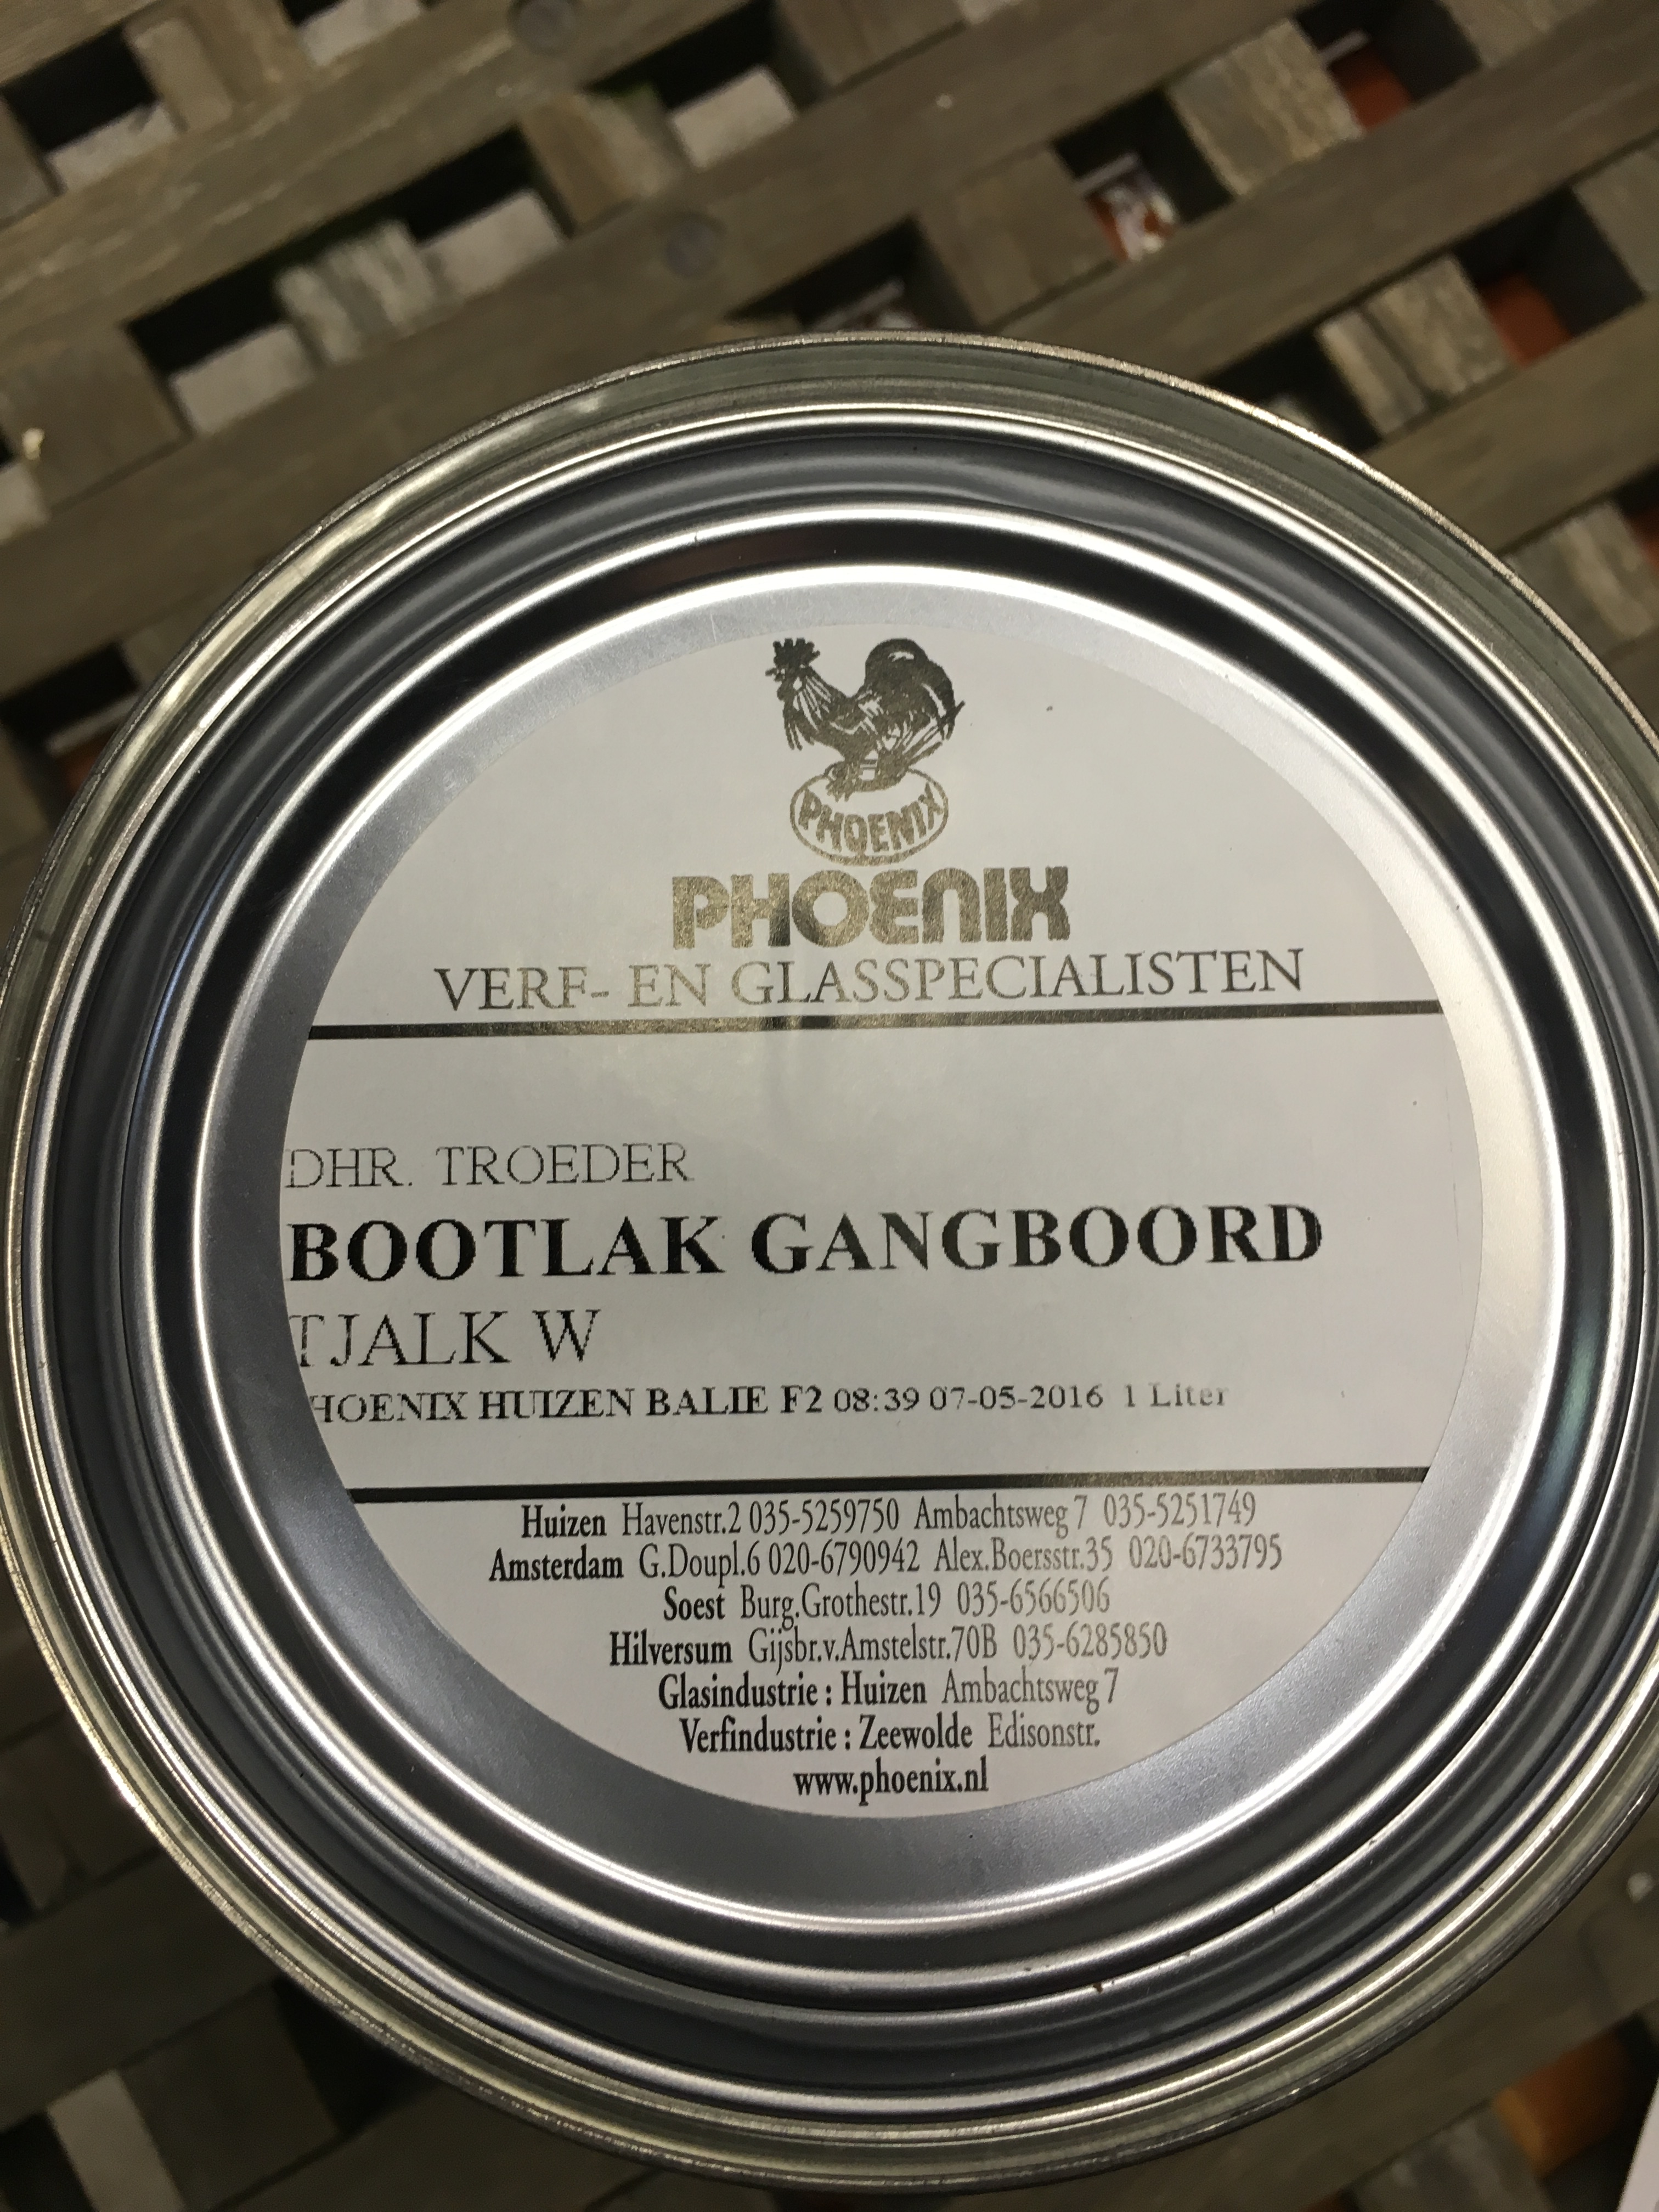 PHOENIX
PHOENIX
VERF- EN GLASSPECIALISTEN
DHR. TROEDER
BOOTLAK GANGBOORD
TJALK W
HOENIX HUIZEN BALIE F2 08:39 07-05-2016 1 Liter
Huizen Havenstr.2 035-5259750 Ambachtsweg 7 035-5251749
Amsterdam G.Doupl.6 020-6790942 Alex.Boersstr.35 020-6733795
Soest Burg.Grothestr.19 035-6566506
Hilversum Gijsbr.v.Amstelstr.70B 035-6285850
Glasindustrie : Huizen Ambachtsweg 7
Verfindustrie : Zeewolde Edisonstr.
www.phoenix.nl